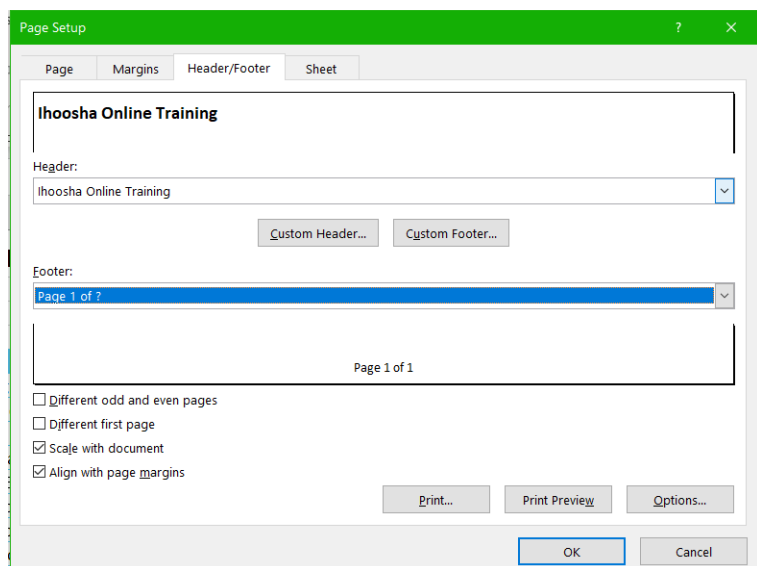 Page Setup ? ×
Page Margins Header/Footer Sheet
Ihoosha Online Training
Header:
Ihoosha Online Training
Custom Header... Custom Footer...
Footer:
Page 1 of ?
Page 1 of 1
Different odd and even pages
Different first page
Scale with document
Align with page margins
Print... Print Preview Options...
OK Cancel